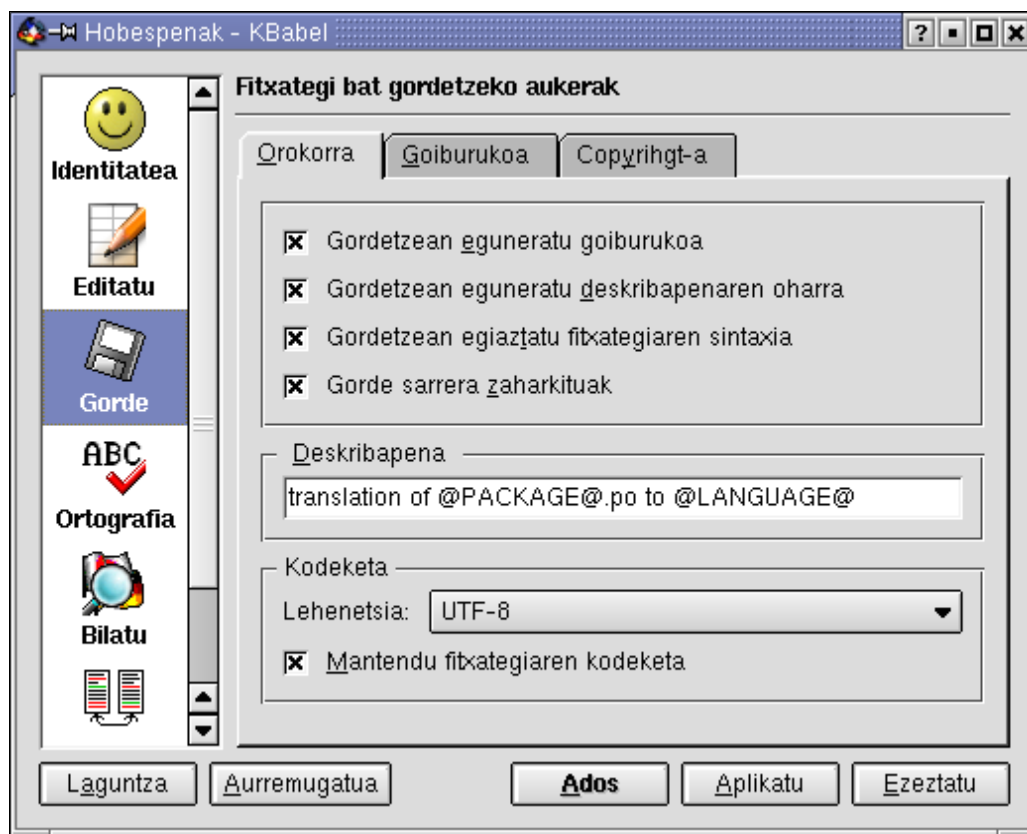 Hobespenak - KBabel
Identitatea
Editatu
Gorde
ABC
Ortografia
Bilatu
Fitxategi bat gordetzeko aukerak
Orokorra Goiburukoa Copyrihgt-a
Gordetzean eguneratu goiburukoa
Gordetzean eguneratu deskribapenaren oharra
Gordetzean egiaztatu fitxategiaren sintaxia
Gorde sarrera zaharkituak
Deskribapena
translation of @PACKAGE@.po to @LANGUAGE@
Kodeketa
Lehenetsia: UTF-8
Mantendu fitxategiaren kodeketa
Laguntza Aurremugatua Ados Aplikatu Ezeztatu